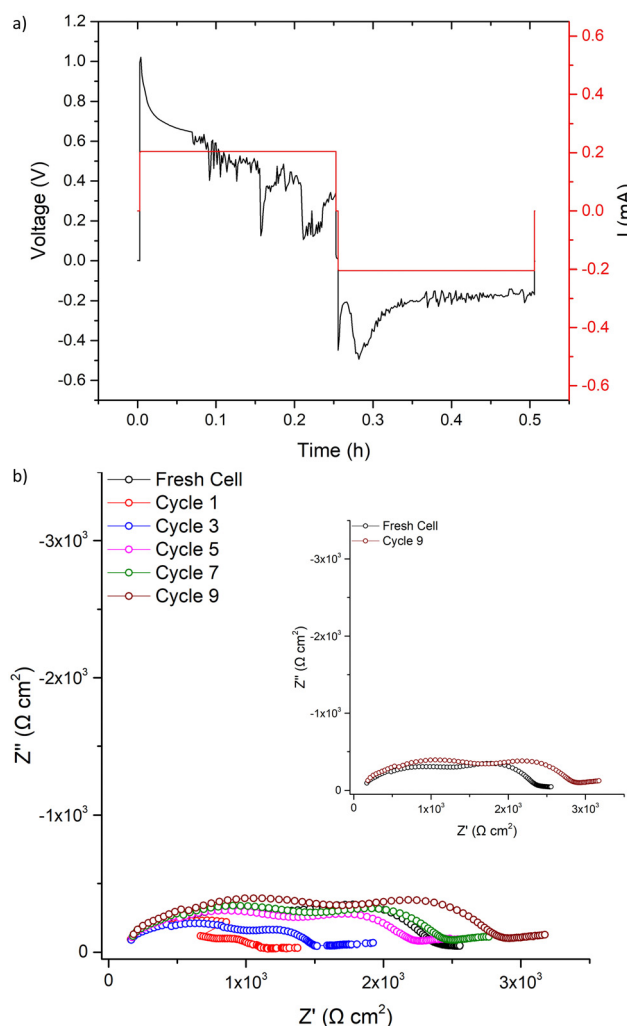 a)
1.2
1.0
0.8
0.6
0.4
0.2
0.0
-0.2
-0.4
-0.6
Voltage (V)
0.6
0.4
0.2
0.0
-0.2
-0.4
-0.6
I (mA)
0.0 0.1 0.2 0.3 0.4 0.5
Time (h)
b)
Fresh Cell
Cycle 1
Cycle 3
Cycle 5
Cycle 7
Cycle 9
-3x10³
-2x10³
-1x10³
0
Z'' (Ω cm²)
0 1x10³ 2x10³ 3x10³
Z' (Ω cm²)
Fresh Cell
Cycle 9
-3x10³
-2x10³
-1x10³
0
Z'' (Ω cm²)
0 1x10³ 2x10³ 3x10³
Z' (Ω cm²)